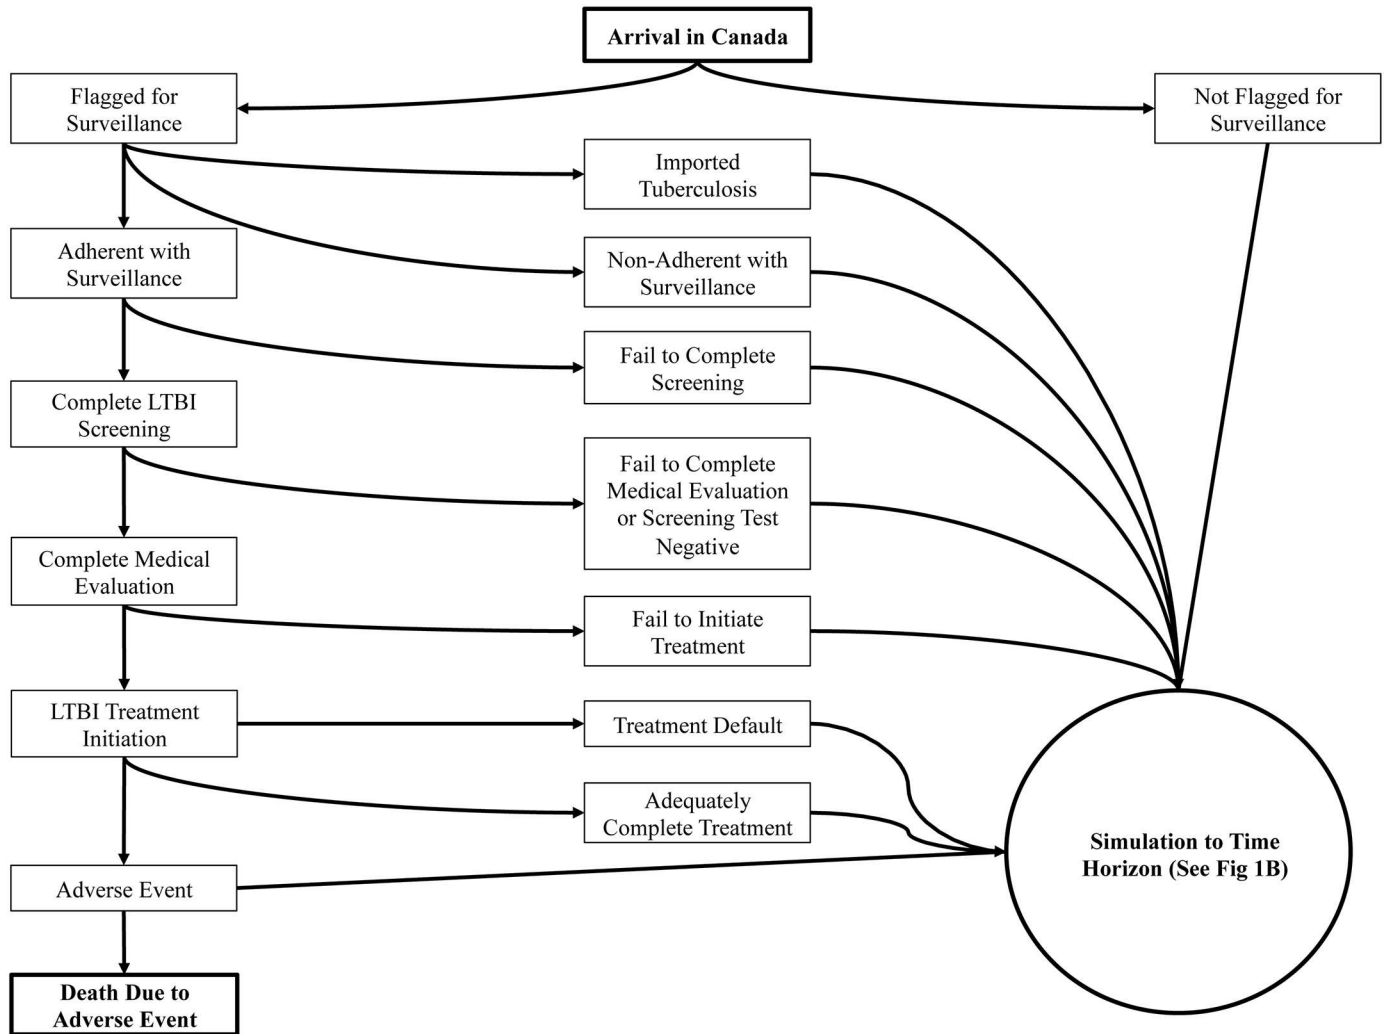 Arrival in Canada
Flagged for
Surveillance
Not Flagged for
Surveillance
Imported
Tuberculosis
Adherent with
Surveillance
Non-Adherent with
Surveillance
Fail to Complete
Screening
Complete LTBI
Screening
Fail to Complete
Medical Evaluation
or Screening Test
Negative
Complete Medical
Evaluation
Fail to Initiate
Treatment
LTBI Treatment
Initiation
Treatment Default
Adequately
Complete Treatment
Simulation to Time
Horizon (See Fig 1B)
Adverse Event
Death Due to
Adverse Event